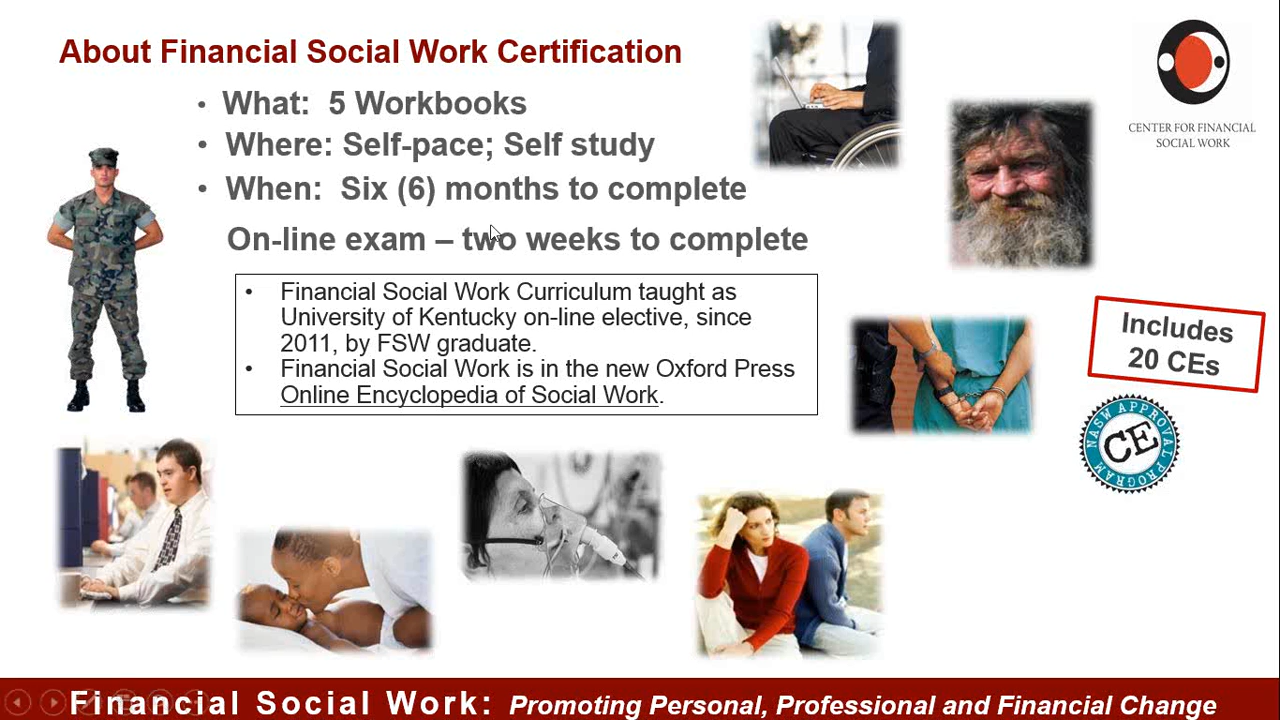 About Financial Social Work Certification
• What: 5 Workbooks
• Where: Self-pace; Self study
• When: Six (6) months to complete
On-line exam – two weeks to complete
• Financial Social Work Curriculum taught as
University of Kentucky on-line elective, since
2011, by FSW graduate.
• Financial Social Work is in the new Oxford Press
Online Encyclopedia of Social Work.
CENTER FOR FINANCIAL
SOCIAL WORK
Includes
20 CEs
NASW APPROVAL PROGRAM
CE
Financial Social Work: Promoting Personal, Professional and Financial Change